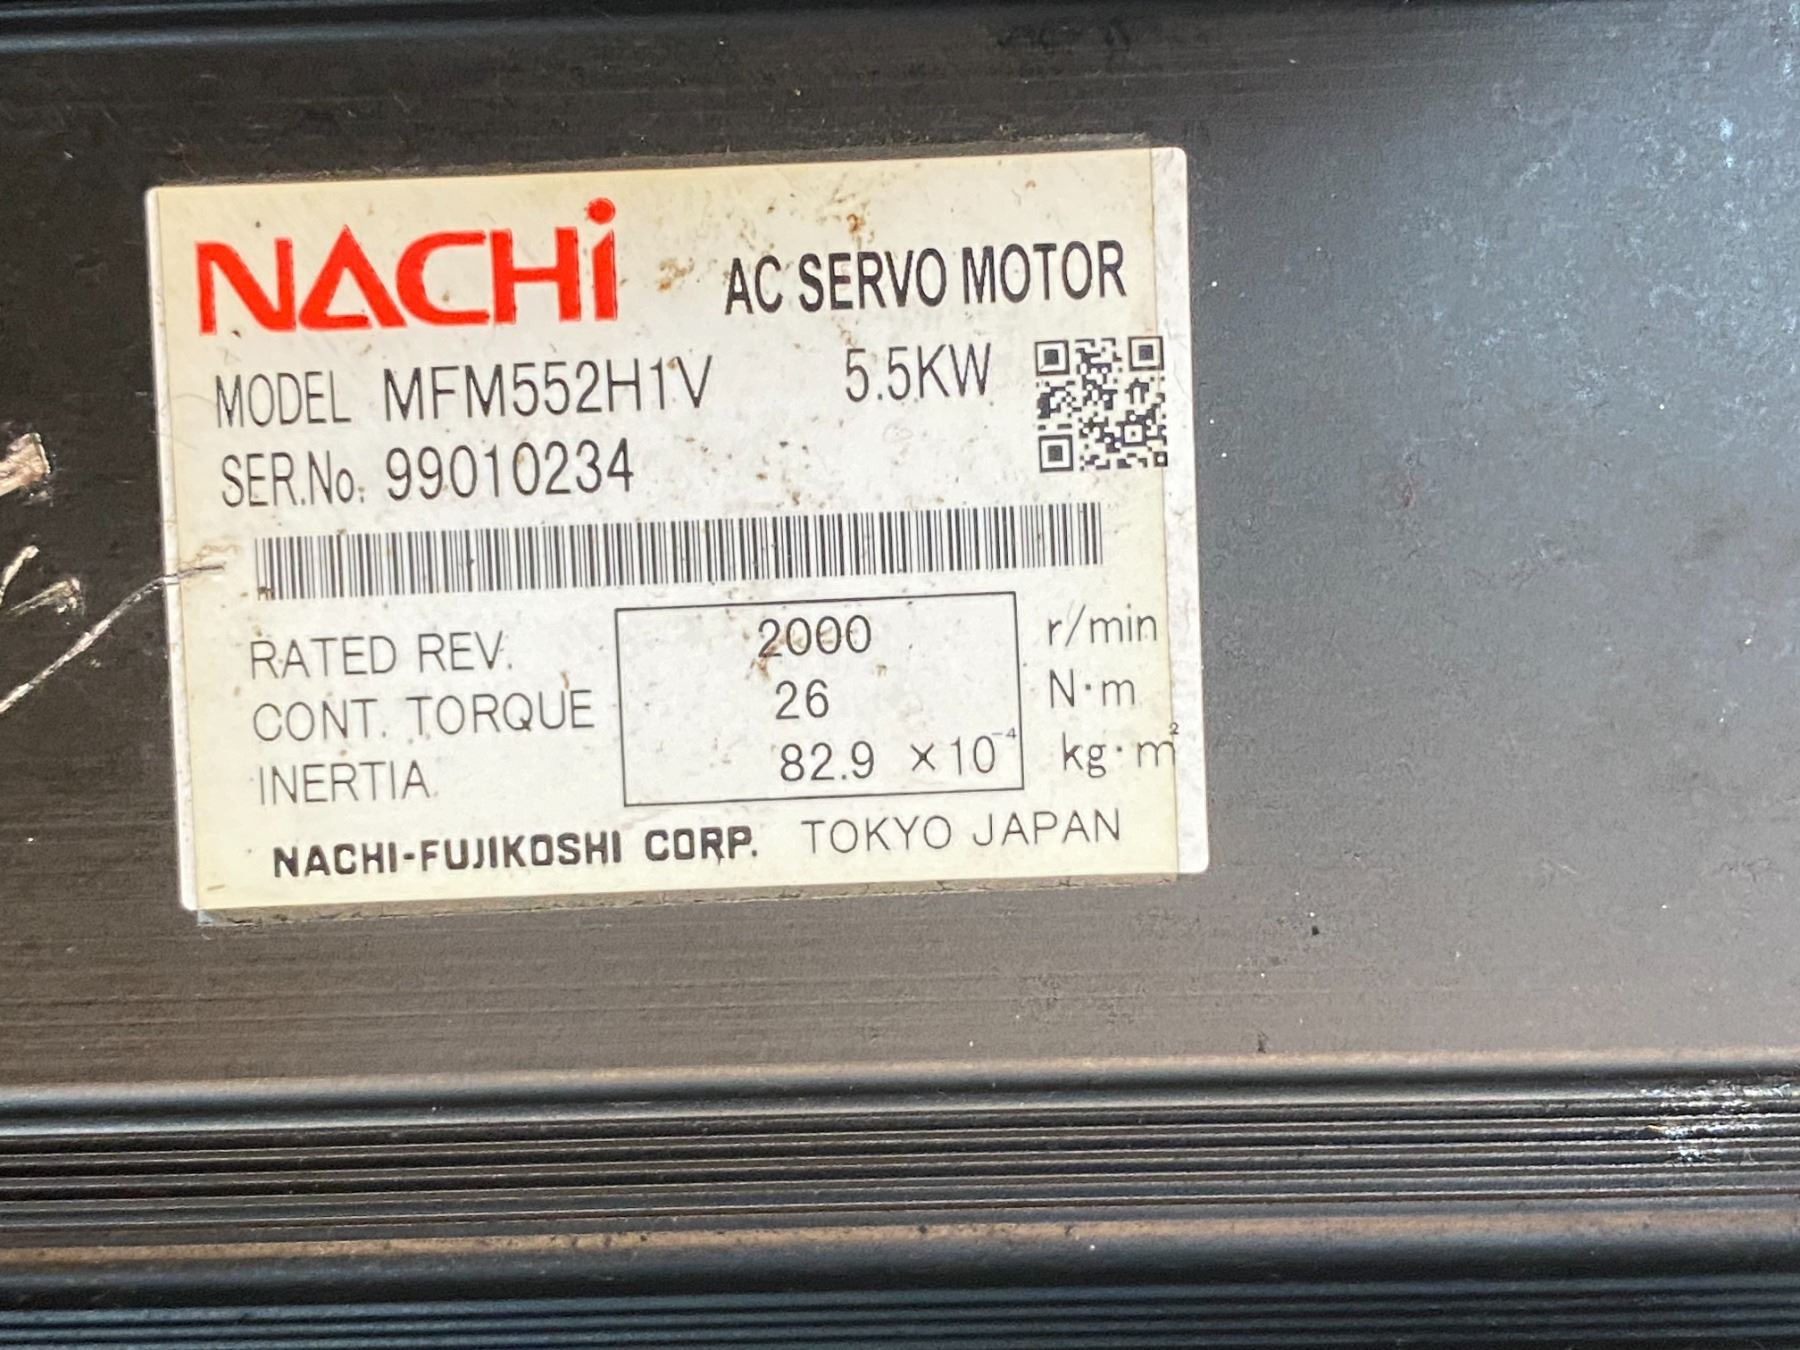 NACHi AC SERVO MOTOR
MODEL MFM552H1V 5.5KW
SER.No. 99010234
RATED REV. 2000 r/min
CONT. TORQUE 26 N·m
INERTIA 82.9 ×10⁻⁴ kg·m²
NACHI-FUJIKOSHI CORP. TOKYO JAPAN